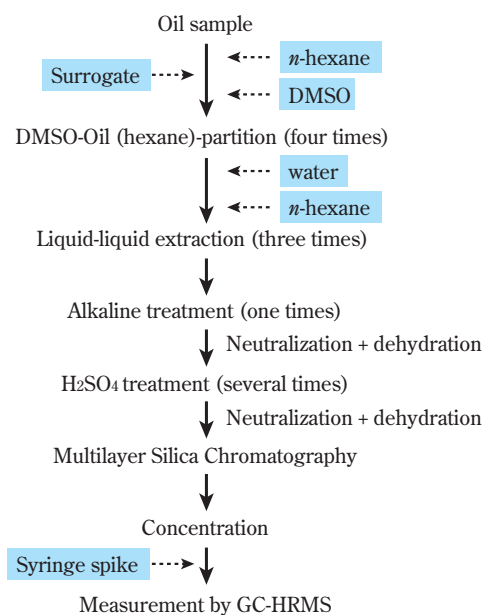 Oil sample
n-hexane
Surrogate
DMSO
DMSO-Oil (hexane)-partition (four times)
water
n-hexane
Liquid-liquid extraction (three times)
Alkaline treatment (one times)
Neutralization + dehydration
H2SO4 treatment (several times)
Neutralization + dehydration
Multilayer Silica Chromatography
Concentration
Syringe spike
Measurement by GC-HRMS